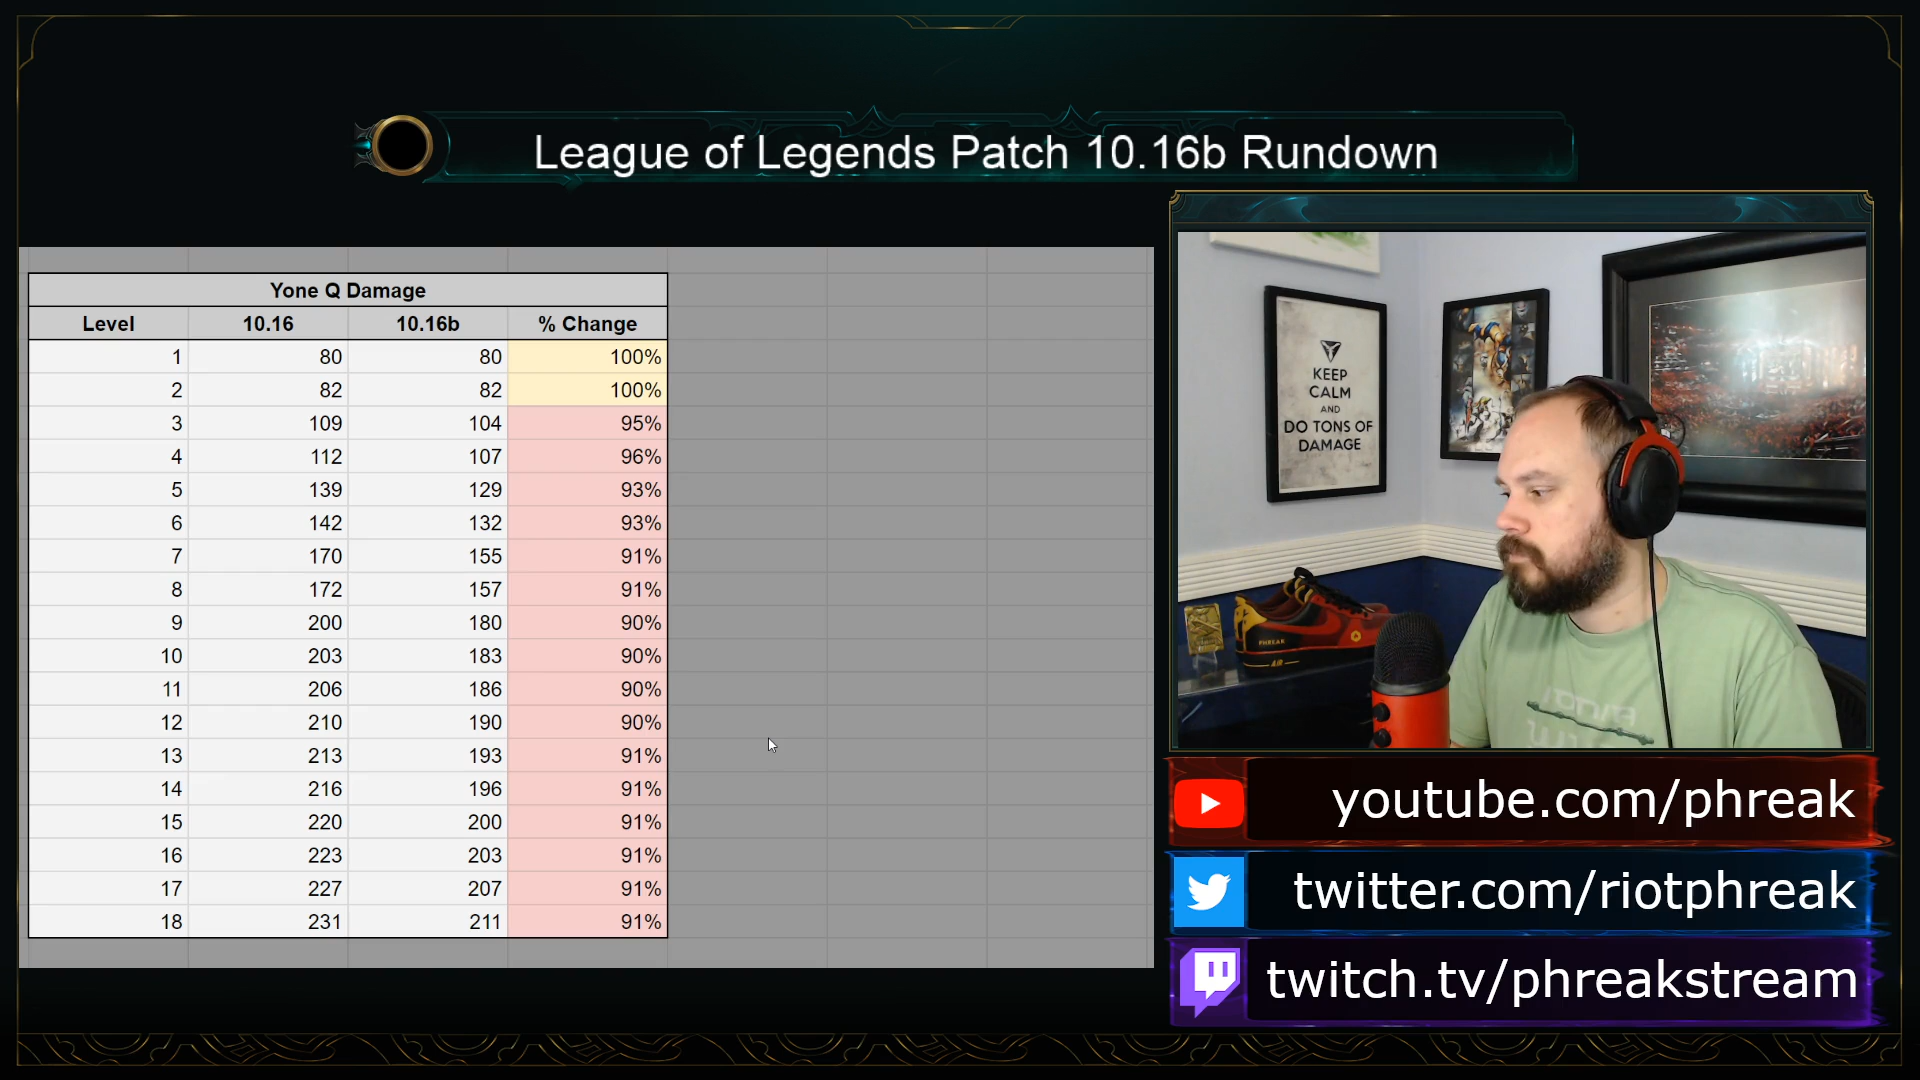 League of Legends Patch 10.16b Rundown
Yone Q Damage
Level 10.16 10.16b % Change
1 80 80 100%
2 82 82 100%
3 109 104 95%
4 112 107 96%
5 139 129 93%
6 142 132 93%
7 170 155 91%
8 172 157 91%
9 200 180 90%
10 203 183 90%
11 206 186 90%
12 210 190 90%
13 213 193 91%
14 216 196 91%
15 220 200 91%
16 223 203 91%
17 227 207 91%
18 231 211 91%
KEEP
CALM
AND
DO TONS OF
DAMAGE
PHREAK
AIR
youtube.com/phreak
twitter.com/riotphreak
twitch.tv/phreakstream